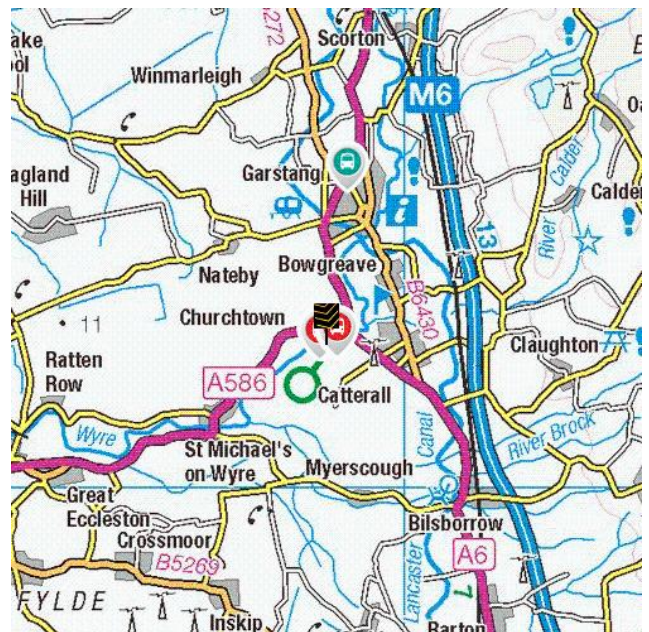 Scorton
Winmarleigh
A6
M6
Garstang
i
Hill
River Calder
13
Nateby
Bowgreave
B6430
Churchtown
11
Ratten
Row
Claughton
A586
Catterall
Wyre
St Michael's
on Wyre
Canal
River Brock
Myerscough
Great
Eccleston
Bilsborrow
Crossmoor
B5269
Lancaster
7
FYLDE
Inskip